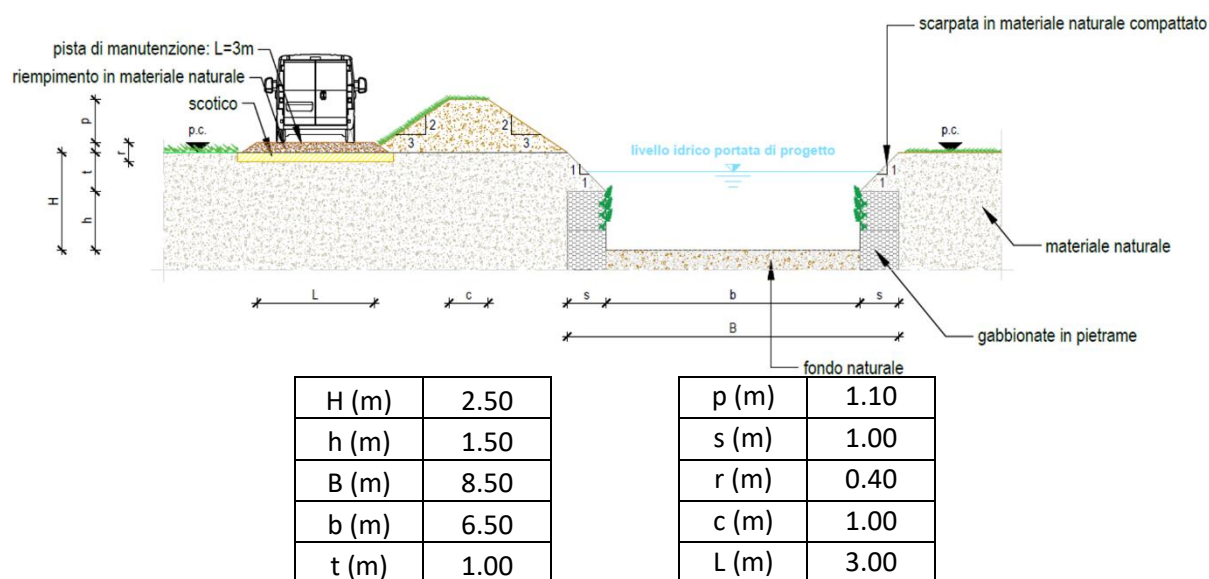 scarpata in materiale naturale compattato
pista di manutenzione: L=3m
riempimento in materiale naturale
scotico
p
2
3
2
3
p.c.
r
t
H
h
1
1
livello idrico portata di progetto
1
1
p.c.
materiale naturale
L
c
s
b
s
B
gabbionate in pietrame
fondo naturale
H (m) 2.50
h (m) 1.50
B (m) 8.50
b (m) 6.50
t (m) 1.00
p (m) 1.10
s (m) 1.00
r (m) 0.40
c (m) 1.00
L (m) 3.00